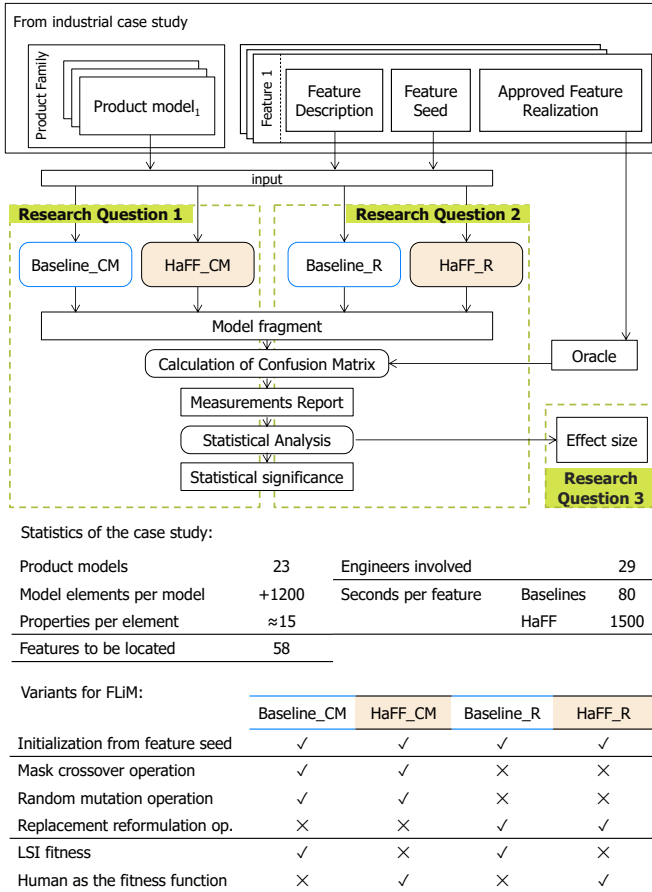 From industrial case study
Product Family
Product model1
Feature 1
Feature Description
Feature Seed
Approved Feature Realization
input
Research Question 1
Research Question 2
Baseline_CM
HaFF_CM
Baseline_R
HaFF_R
Model fragment
Calculation of Confusion Matrix
Oracle
Measurements Report
Statistical Analysis
Effect size
Statistical significance
Research
Question 3
Statistics of the case study:
Product models 23 Engineers involved 29
Model elements per model +1200 Seconds per feature Baselines 80
Properties per element ≈15 HaFF 1500
Features to be located 58
Variants for FLiM:
Baseline_CM HaFF_CM Baseline_R HaFF_R
Initialization from feature seed ✓ ✓ ✓ ✓
Mask crossover operation ✓ ✓ ✕ ✕
Random mutation operation ✓ ✓ ✕ ✕
Replacement reformulation op. ✕ ✕ ✓ ✓
LSI fitness ✓ ✕ ✓ ✕
Human as the fitness function ✕ ✓ ✕ ✓